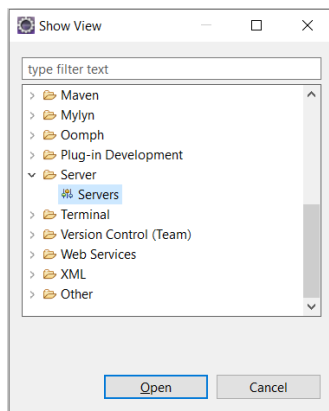 Show View
type filter text
Maven
Mylyn
Oomph
Plug-in Development
Server
Servers
Terminal
Version Control (Team)
Web Services
XML
Other
Open
Cancel